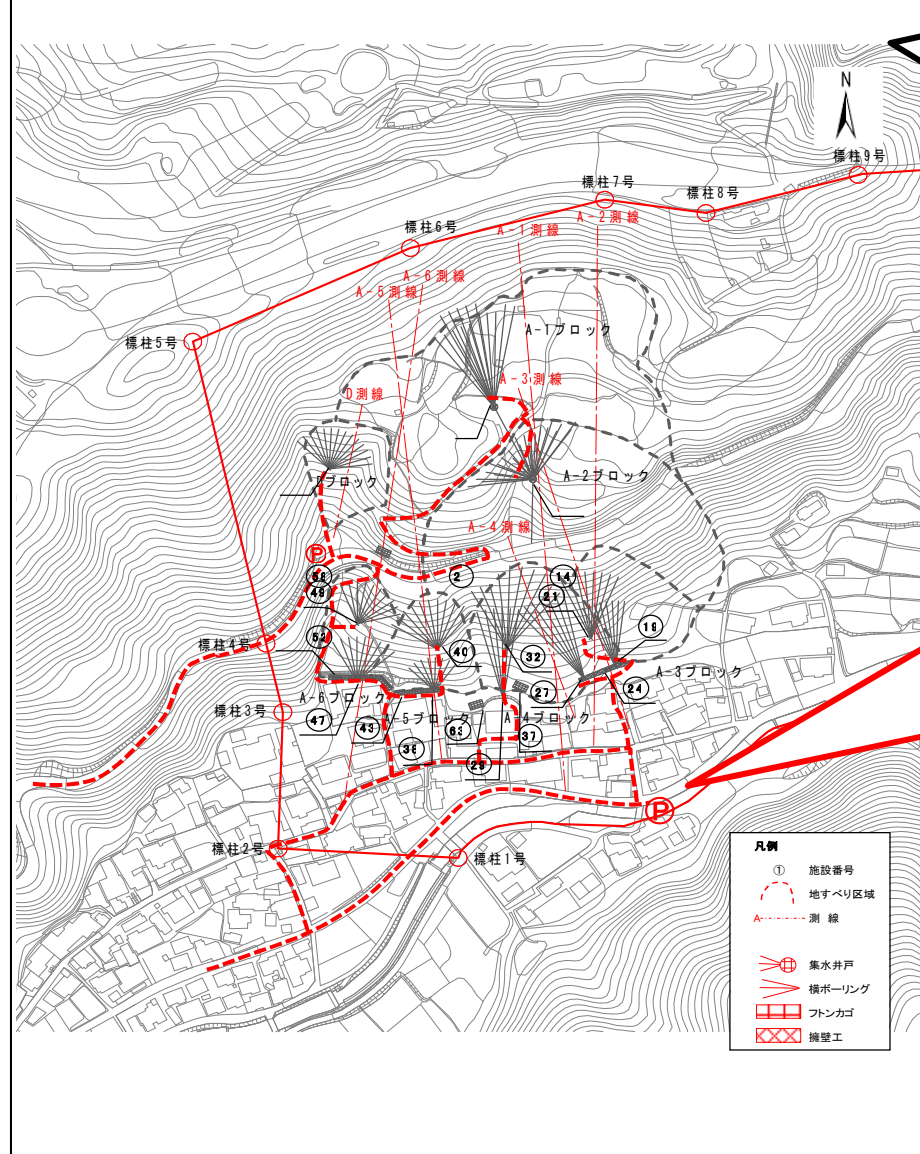 N
標柱9号
標柱7号
標柱8号
A-2測線
標柱6号
A-1測線
A-6測線
A-5測線
標柱5号
A-1ブロック
A-3測線
D測線
Dブロック
A-2ブロック
A-4測線
P
2
14
49
21
52
19
標柱4号
40
32
A-3ブロック
A-6ブロック
27
24
標柱3号
47
43
A-5ブロック
63
A-4ブロック
37
38
29
P
標柱2号
標柱1号
凡例
① 施設番号
地すべり区域
A 測線
集水井戸
横ボーリング
フトンカゴ
擁壁工